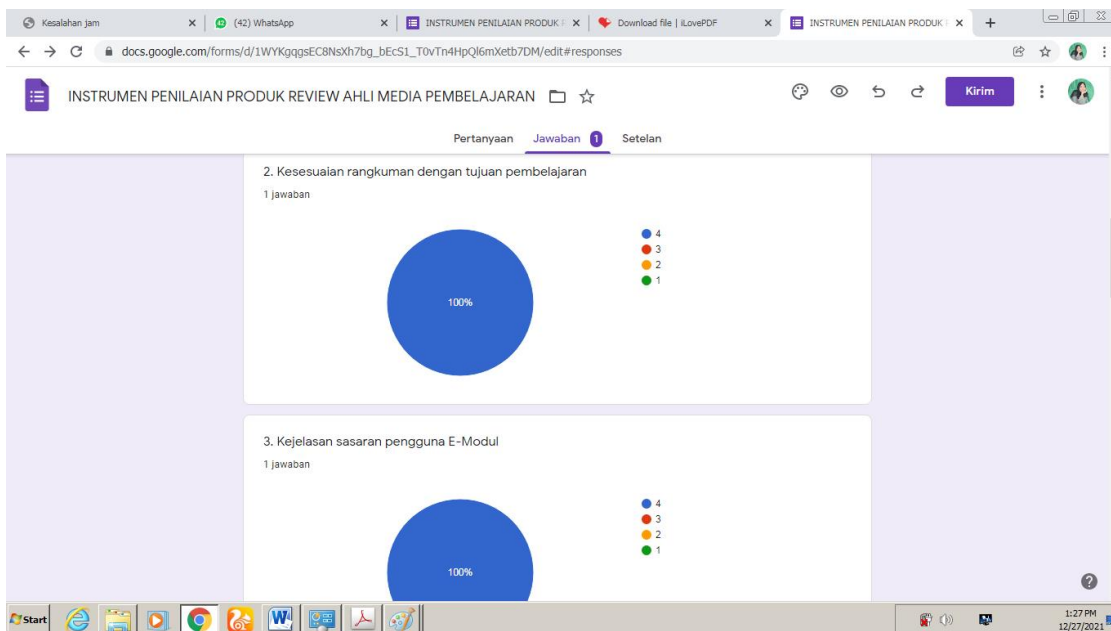 Kesalahan jam
(42) WhatsApp
INSTRUMEN PENILAIAN PRODUK
Download file | iLovePDF
INSTRUMEN PENILAIAN PRODUK
docs.google.com/forms/d/1WYKgqgsEC8NsXh7bg_bEcS1_T0vTn4HpQl6mXetb7DM/edit#responses
INSTRUMEN PENILAIAN PRODUK REVIEW AHLI MEDIA PEMBELAJARAN
Kirim
Pertanyaan Jawaban 1 Setelan
2. Kesesuaian rangkuman dengan tujuan pembelajaran
1 jawaban
100%
4
3
2
1
3. Kejelasan sasaran pengguna E-Modul
1 jawaban
100%
4
3
2
1
Start
1:27 PM
12/27/2021